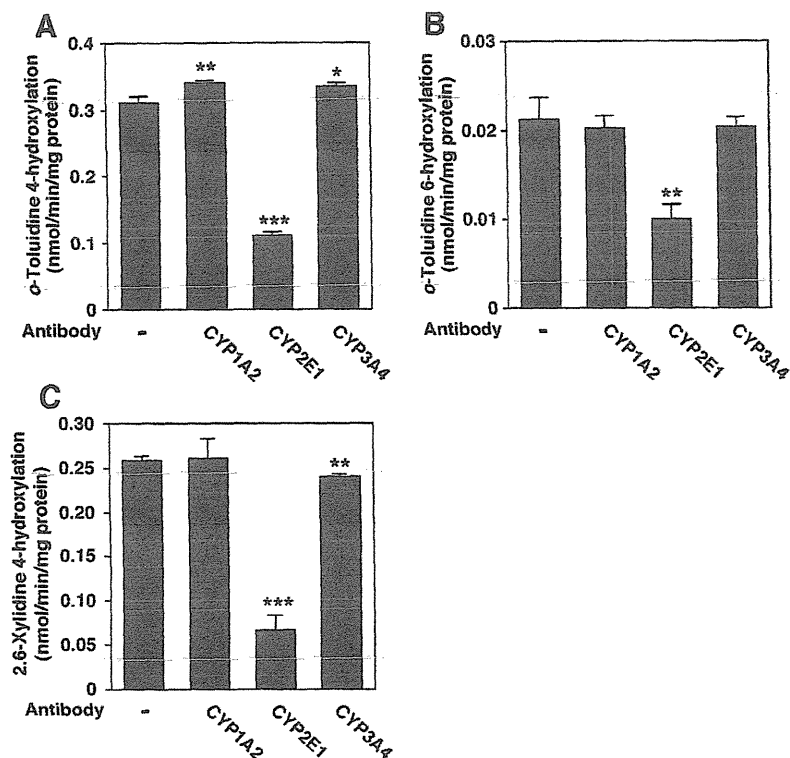 A
o-Toluidine 4-hydroxylation
(nmol/min/mg protein)
0.4
0.3
0.2
0.1
0
**
***
*
Antibody
-
CYP1A2
CYP2E1
CYP3A4
B
o-Toluidine 6-hydroxylation
(nmol/min/mg protein)
0.03
0.02
0.01
0
**
Antibody
-
CYP1A2
CYP2E1
CYP3A4
C
2.6-Xylidine 4-hydroxylation
(nmol/min/mg protein)
0.30
0.25
0.20
0.15
0.10
0.05
0
***
**
Antibody
-
CYP1A2
CYP2E1
CYP3A4